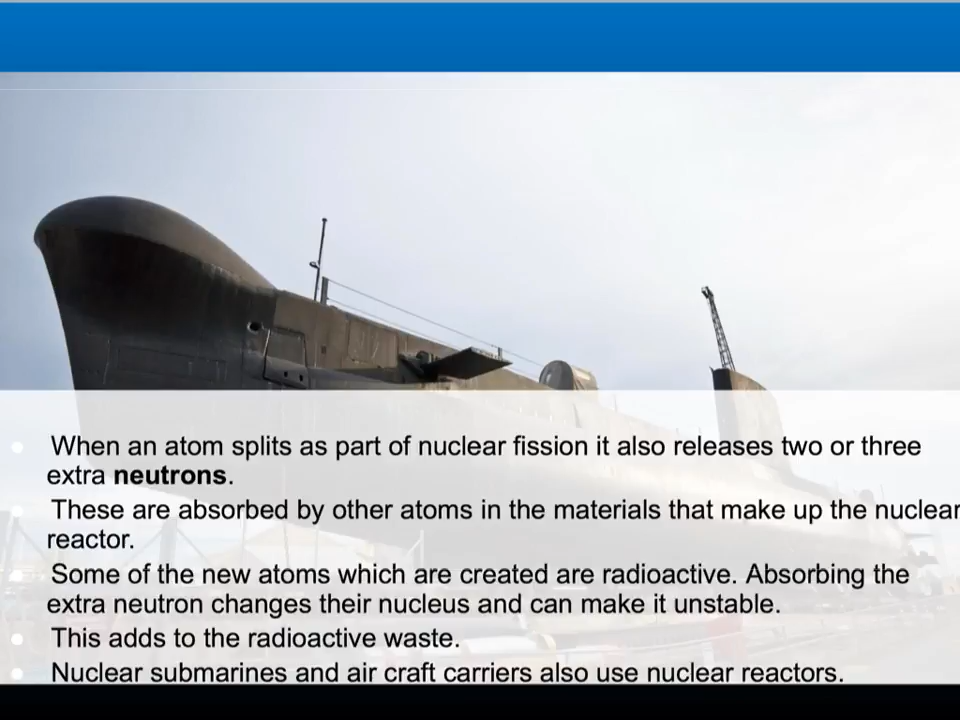 When an atom splits as part of nuclear fission it also releases two or three
extra neutrons.
These are absorbed by other atoms in the materials that make up the nuclear
reactor.
Some of the new atoms which are created are radioactive. Absorbing the
extra neutron changes their nucleus and can make it unstable.
This adds to the radioactive waste.
Nuclear submarines and air craft carriers also use nuclear reactors.